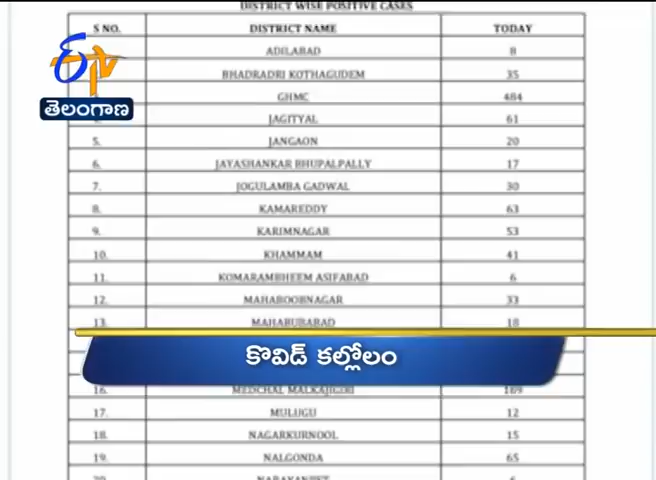 DISTRICT WISE POSITIVE CASES
S NO. DISTRICT NAME TODAY
ADILABAD 8
BHADRADRI KOTHAGUDEM 35
GHMC 484
JAGITYAL 61
5. JANGAON 20
6. JAYASHANKAR BHUPALPALLY 17
7. JOGULAMBA GADWAL 30
8. KAMAREDDY 63
9. KARIMNAGAR 53
10. KHAMMAM 41
11. KOMARAMBHEEM ASIFABAD 6
12. MAHABOOBNAGAR 33
13. MAHABUBABAD 18
16. MEDCHAL MALKAJIGIRI 189
17. MULUGU 12
18. NAGARKURNOOL 15
19. NALGONDA 65
20. NARAYANPET 6
ETV
తెలంగాణ
కొవిడ్ కల్లోలం